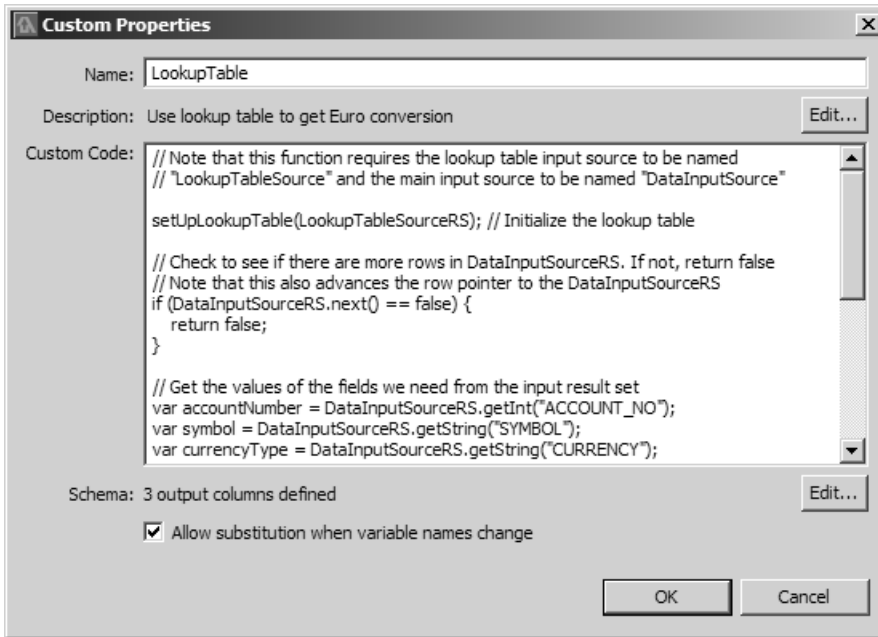 Custom Properties
Name: LookupTable
Description: Use lookup table to get Euro conversion Edit...
Custom Code:
// Note that this function requires the lookup table input source to be named
// "LookupTableSource" and the main input source to be named "DataInputSource"
setUpLookupTable(LookupTableSourceRS); // Initialize the lookup table
// Check to see if there are more rows in DataInputSourceRS. If not, return false
// Note that this also advances the row pointer to the DataInputSourceRS
if (DataInputSourceRS.next() == false) {
return false;
}
// Get the values of the fields we need from the input result set
var accountNumber = DataInputSourceRS.getInt("ACCOUNT_NO");
var symbol = DataInputSourceRS.getString("SYMBOL");
var currencyType = DataInputSourceRS.getString("CURRENCY");
Schema: 3 output columns defined Edit...
Allow substitution when variable names change
OK Cancel